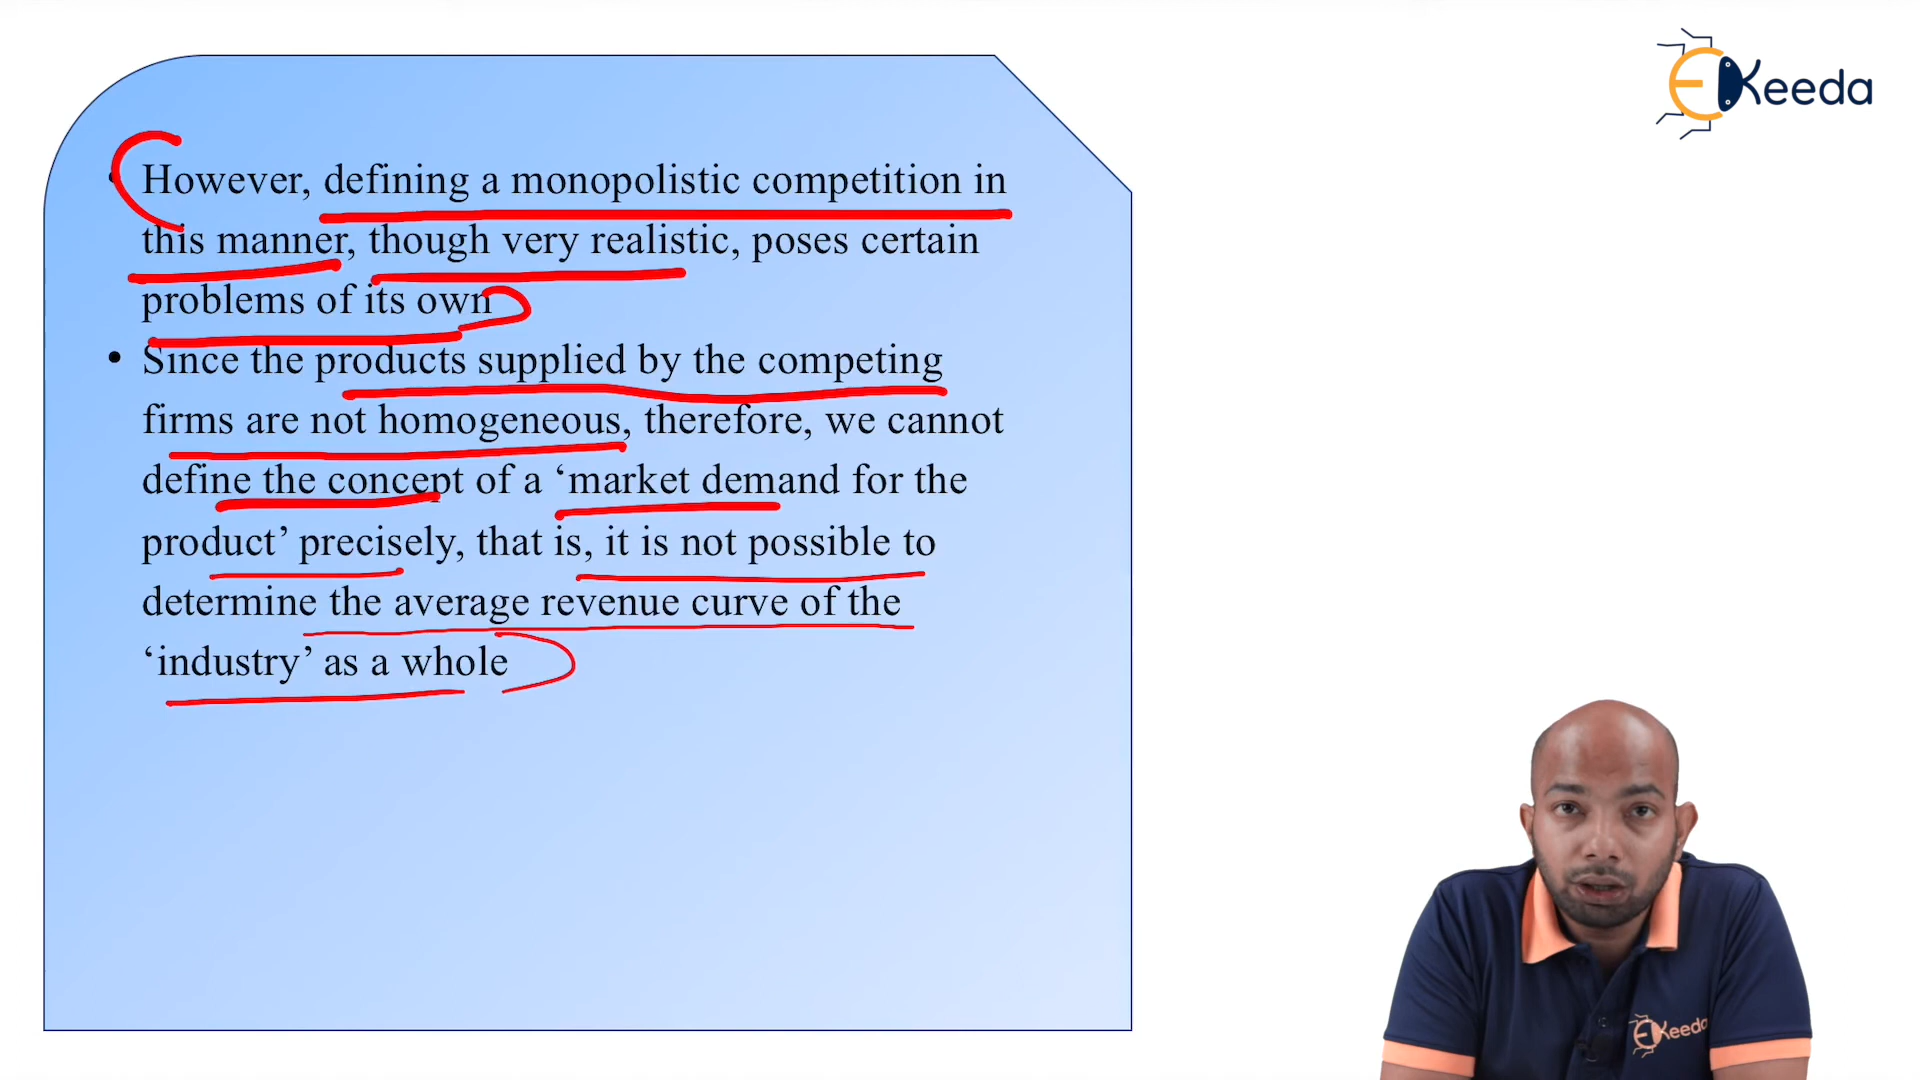 EKeeda
However, defining a monopolistic competition in
this manner, though very realistic, poses certain
problems of its own
• Since the products supplied by the competing
firms are not homogeneous, therefore, we cannot
define the concept of a ‘market demand for the
product’ precisely, that is, it is not possible to
determine the average revenue curve of the
‘industry’ as a whole
EKeeda